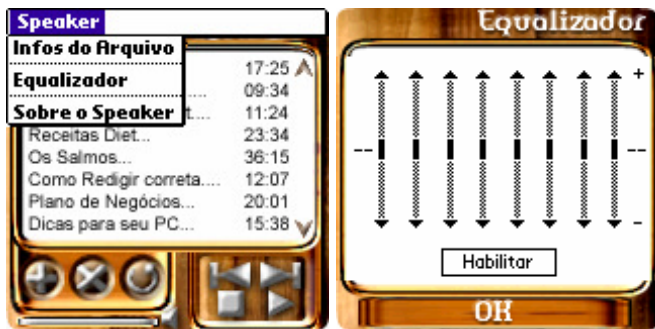 Speaker
Infos do Arquivo
Equalizador
Sobre o Speaker
17:25
09:34
11:24
Receitas Diet... 23:34
Os Salmos... 36:15
Como Redigir correta.... 12:07
Plano de Negócios... 20:01
Dicas para seu PC... 15:38
Equalizador
+
-- --
-
Habilitar
OK